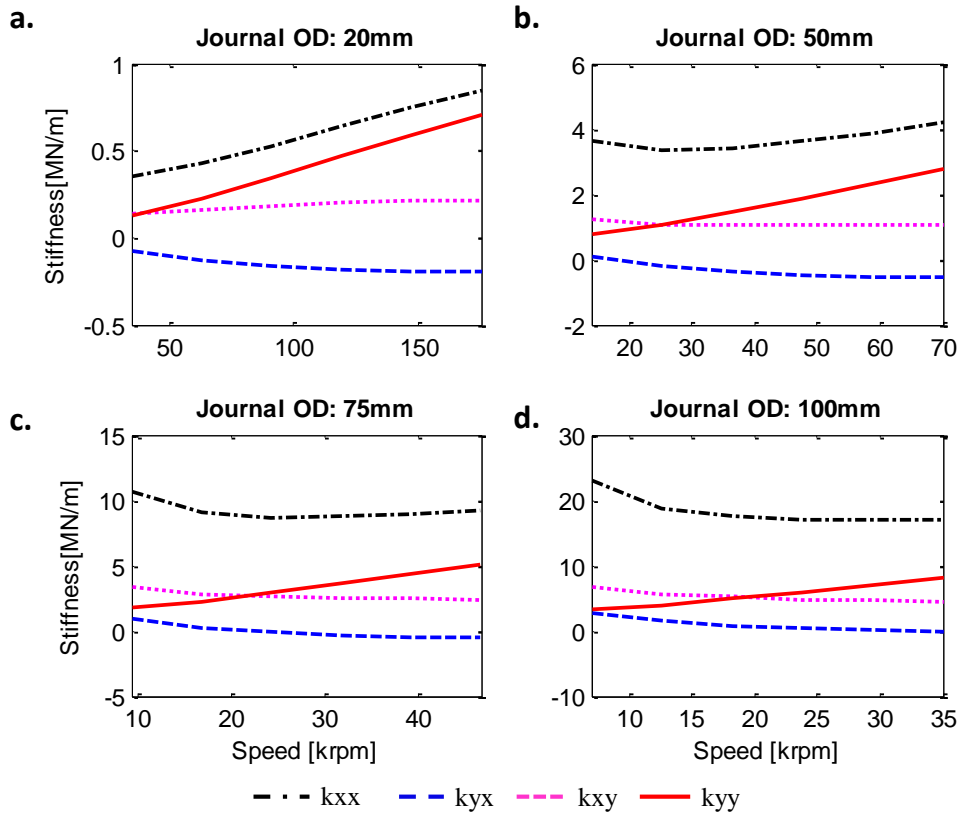 a.
Journal OD: 20mm
Stiffness[MN/m]
1
0.5
0
-0.5
50
100
150
b.
Journal OD: 50mm
6
4
2
0
-2
20
30
40
50
60
70
c.
Journal OD: 75mm
Stiffness[MN/m]
15
10
5
0
-5
10
20
30
40
Speed [krpm]
d.
Journal OD: 100mm
30
20
10
0
-10
10
15
20
25
30
35
Speed [krpm]
kxx kyx kxy kyy